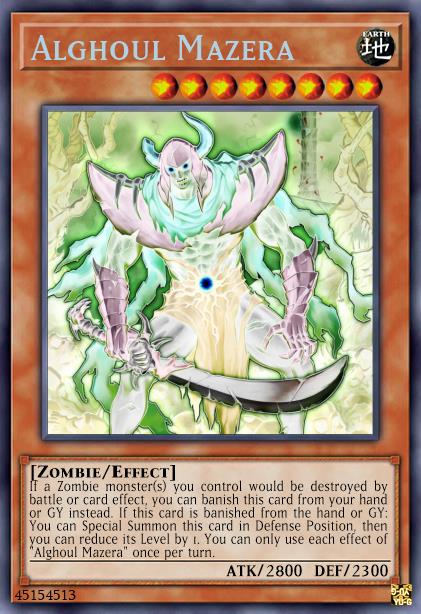 Alghoul Mazera
EARTH
地
[Zombie/Effect]
If a Zombie monster(s) you control would be destroyed by
battle or card effect, you can banish this card from your hand
or GY instead. If this card is banished from the hand or GY:
You can Special Summon this card in Defense Position, then
you can reduce its Level by 1. You can only use each effect of
"Alghoul Mazera" once per turn.
ATK/2800 DEF/2300
45154513